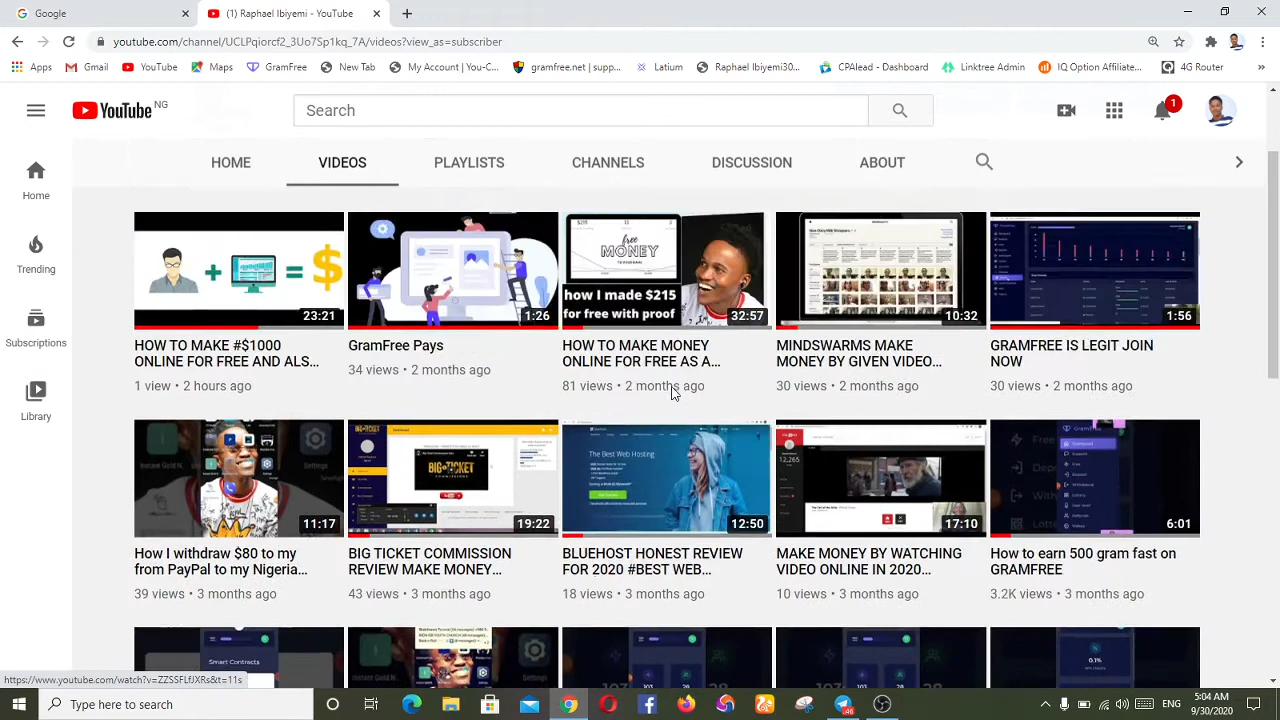 Google
(1) Ibiyemi
youtube.com/channel/UCLPqiorcf2_3Uo7Sp1kq_7A/videos?view_as=subscriber
Apps
Gmail
YouTube
Maps
GramFree
New Tab
My Account | You-C...
gramfree.net | supp...
Latium
Raphael Ibiyemi30...
CPAlead - Dashboard
Linktree Admin
IQ Option Affiliate...
4G Router
YouTube NG
Search
1
HOME
VIDEOS
PLAYLISTS
CHANNELS
DISCUSSION
ABOUT
Home
Trending
Subscriptions
Library
23:21
1:26
free
MONEY
how I made $215
for free with proof
32:57
10:32
1:56
HOW TO MAKE #$1000
ONLINE FOR FREE AND ALS...
1 view • 2 hours ago
GramFree Pays
34 views • 2 months ago
HOW TO MAKE MONEY
ONLINE FOR FREE AS A...
81 views • 2 months ago
MINDSWARMS MAKE
MONEY BY GIVEN VIDEO...
30 views • 2 months ago
GRAMFREE IS LEGIT JOIN
NOW
30 views • 2 months ago
Settings
11:17
BIG TICKET
19:22
The Best Web Hosting
12:50
12,265
17:10
6:01
How I withdraw $80 to my
from PayPal to my Nigeria...
39 views • 3 months ago
BIG TICKET COMMISSION
REVIEW MAKE MONEY...
43 views • 3 months ago
BLUEHOST HONEST REVIEW
FOR 2020 #BEST WEB...
18 views • 3 months ago
MAKE MONEY BY WATCHING
VIDEO ONLINE IN 2020...
10 views • 3 months ago
How to earn 500 gram fast on
GRAMFREE
3.2K views • 3 months ago
Smart Contracts
0.1%
Type here to search
46
ENG
5:04 AM
9/30/2020